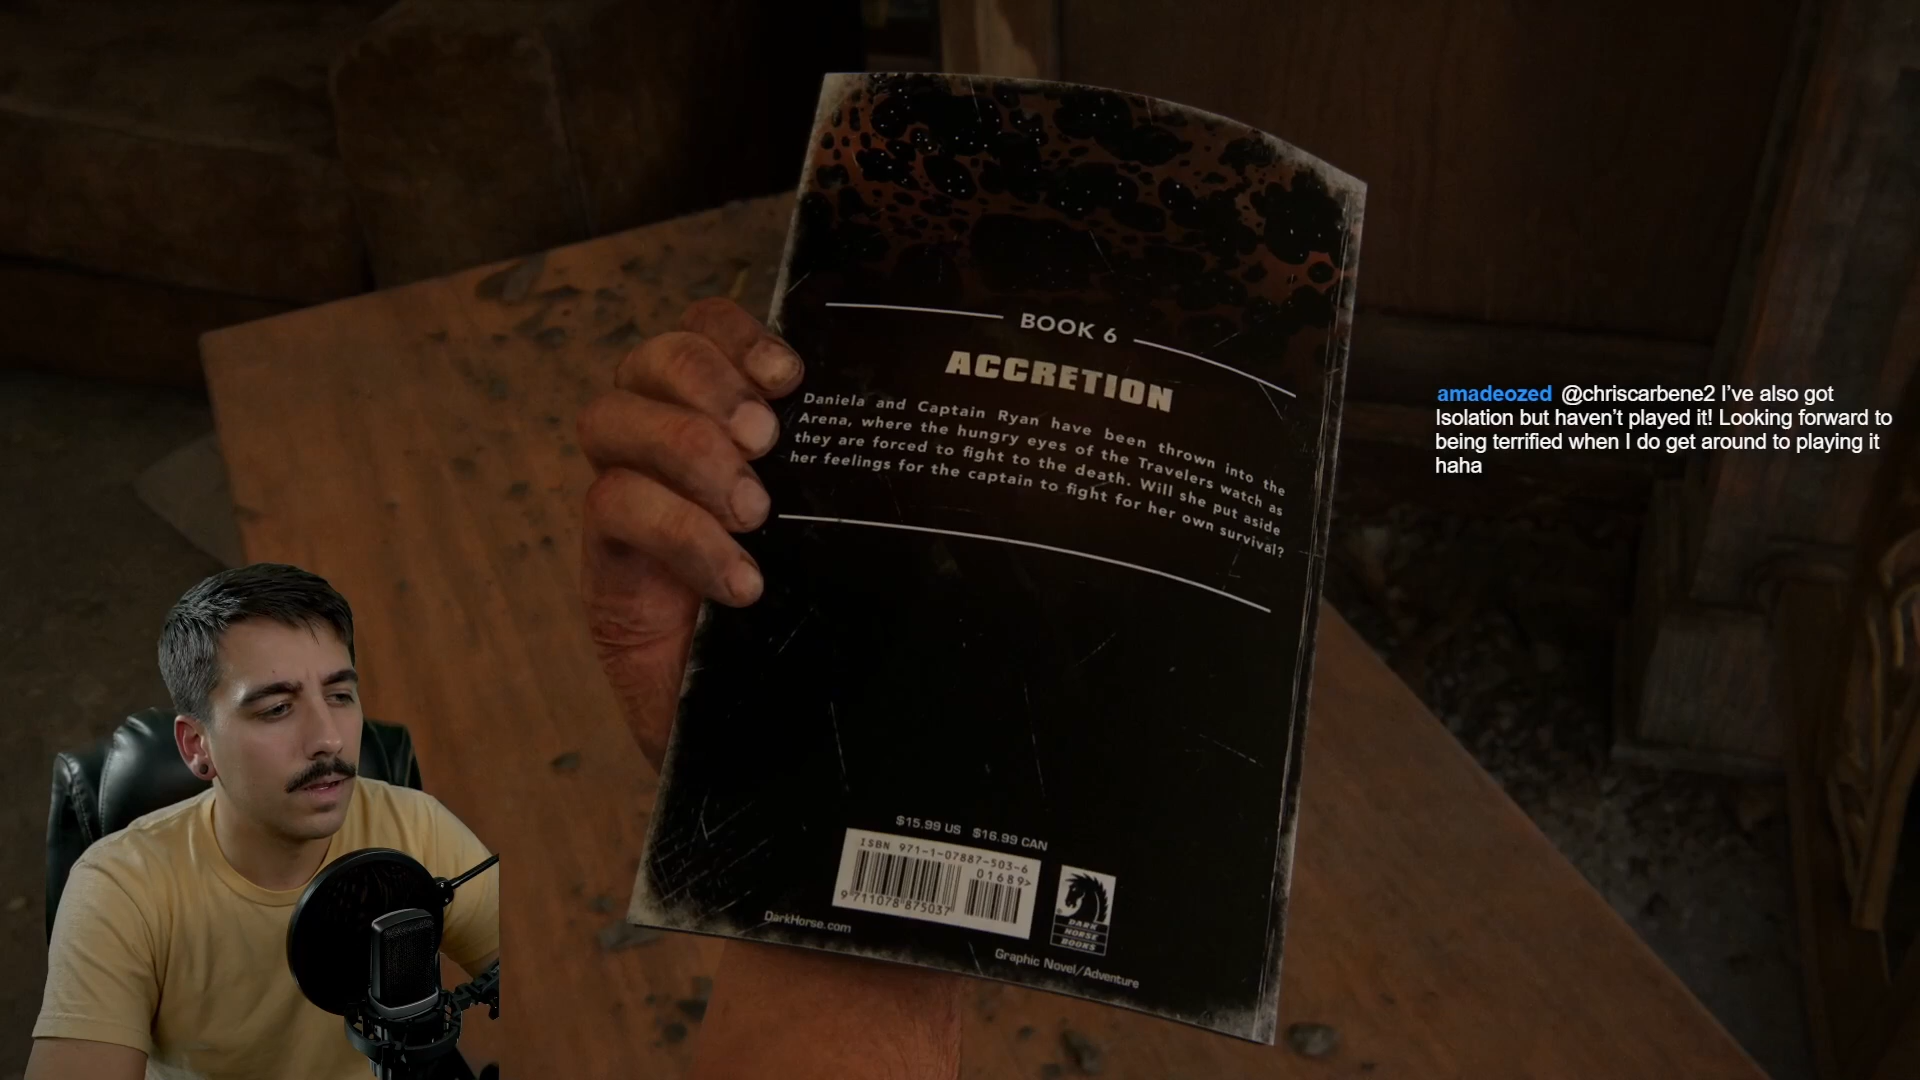 BOOK 6
ACCRETION
Daniela and Captain Ryan have been thrown into the
Arena, where the hungry eyes of the Travelers watch as
they are forced to fight to the death. Will she put aside
her feelings for the captain to fight for her own survival?
$15.99 US $16.99 CAN
ISBN 971-1-07887-503-6
01689>
9 711078 875037
DarkHorse.com
DARK
HORSE
BOOKS
Graphic Novel/Adventure
amadeozed @chriscarbene2 I’ve also got
Isolation but haven’t played it! Looking forward to
being terrified when I do get around to playing it
haha